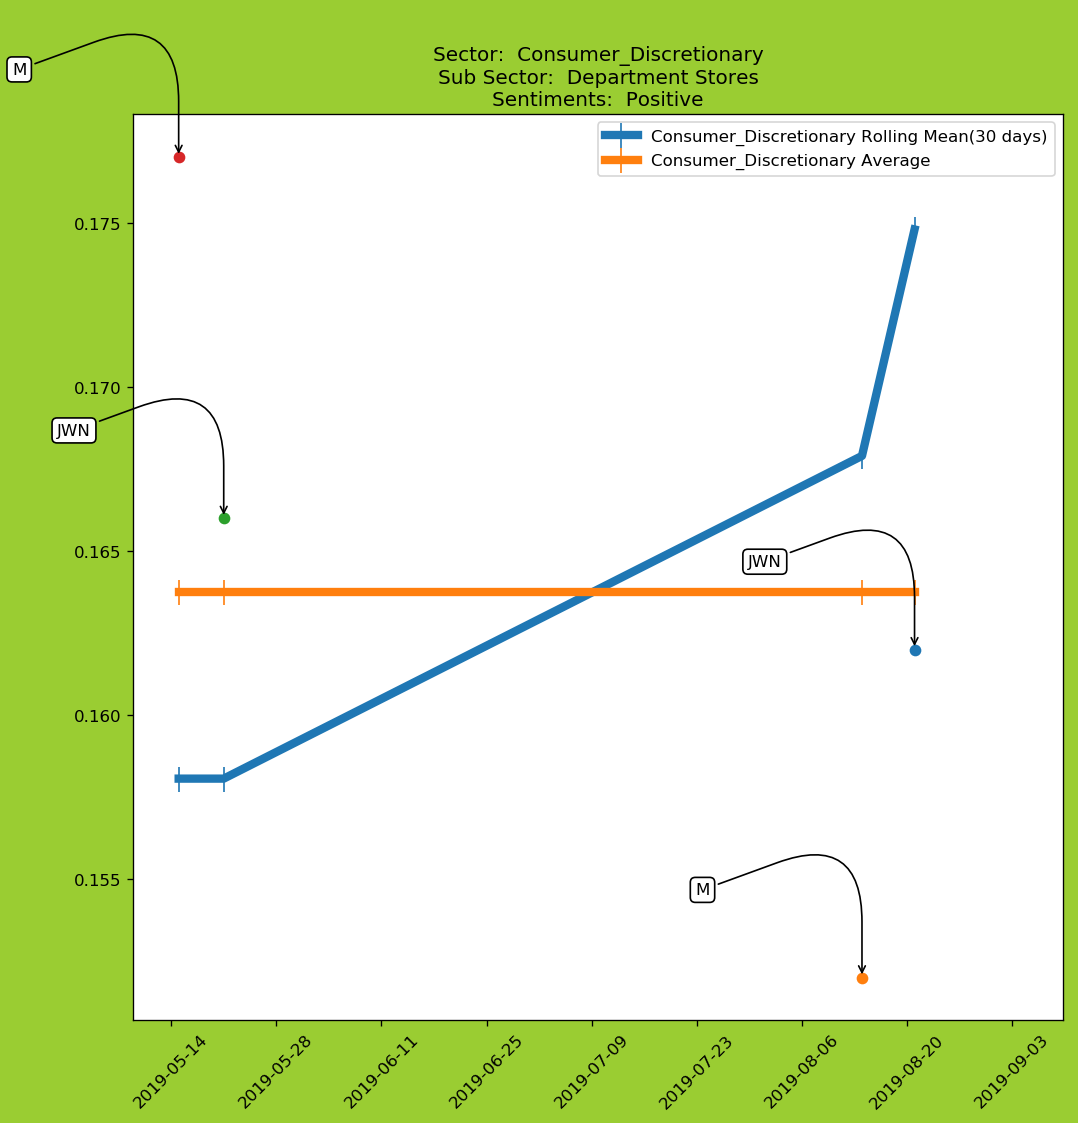 M
Sector:  Consumer_Discretionary
Sub Sector:  Department Stores
Sentiments:  Positive
Consumer_Discretionary Rolling Mean(30 days)
Consumer_Discretionary Average
0.175
0.170
JWN
0.165
JWN
0.160
0.155
M
2019-05-14
2019-05-28
2019-06-11
2019-06-25
2019-07-09
2019-07-23
2019-08-06
2019-08-20
2019-09-03